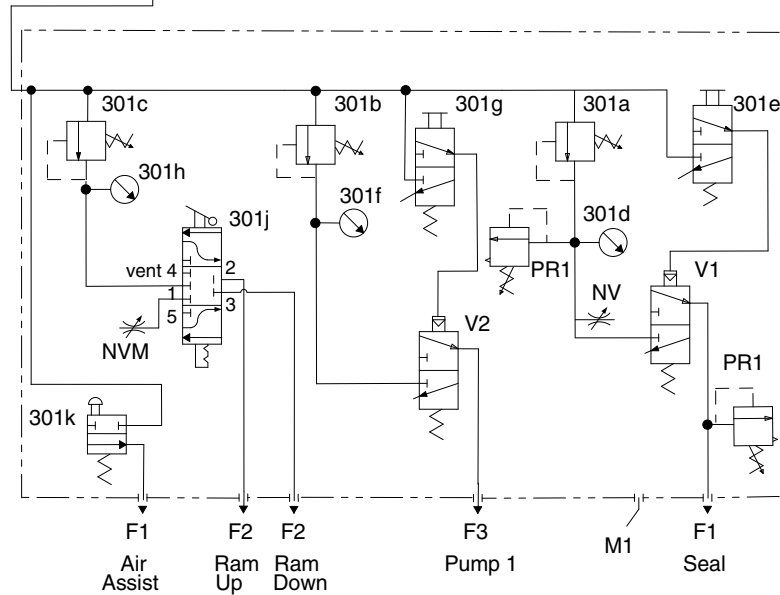 301c
301b
301g
301a
301e
301h
301j
301f
301d
vent 4
2
PR1
V1
1
3
NV
5
V2
NVM
PR1
301k
F1
F2
F2
F3
M1
F1
Air
Assist
Ram
Up
Ram
Down
Pump 1
Seal